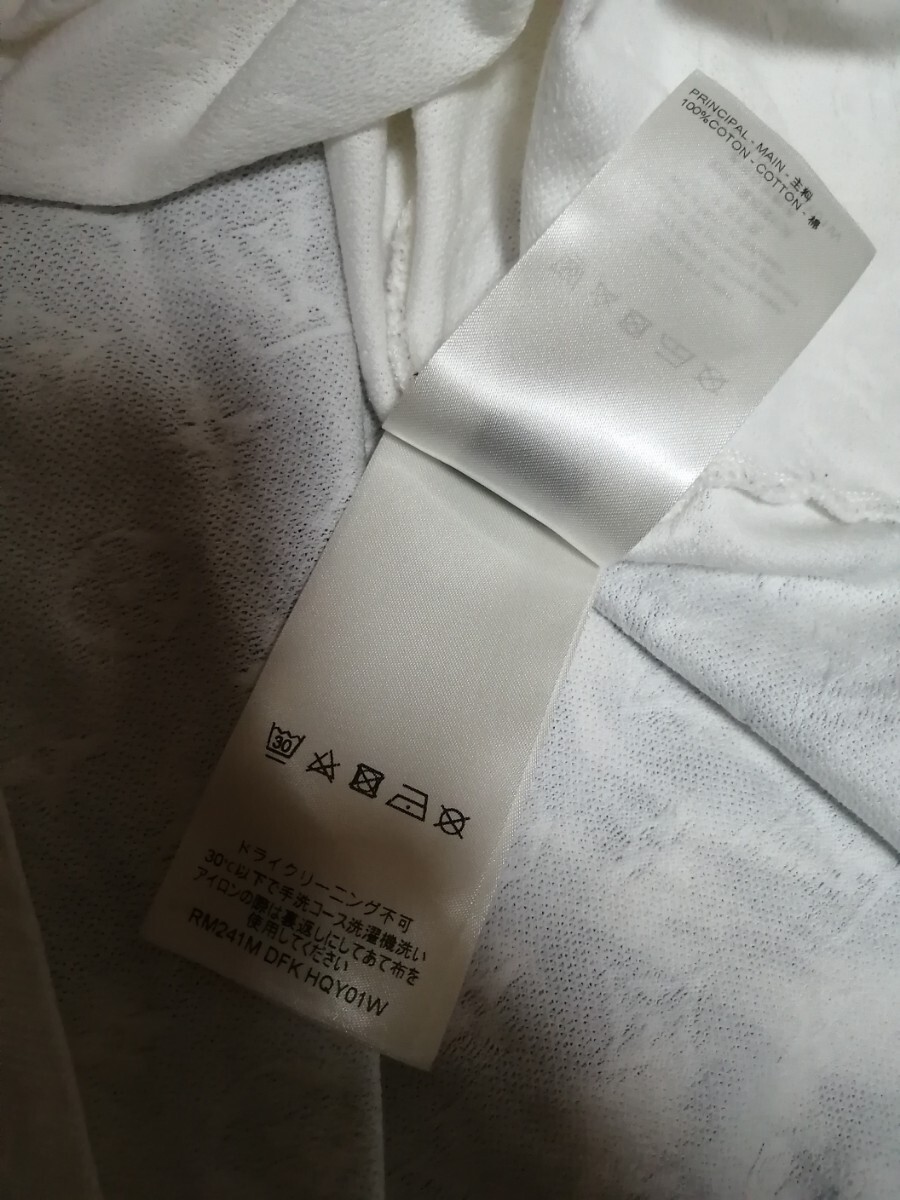 PRINCIPAL - MAIN - 主料
100%COTON - COTTON - 棉
30
ドライクリーニング不可
30℃以下で手洗コース洗濯機洗い
アイロンの際は裏返しにしてあて布を
使用してください
RM241M DFK HQY01W